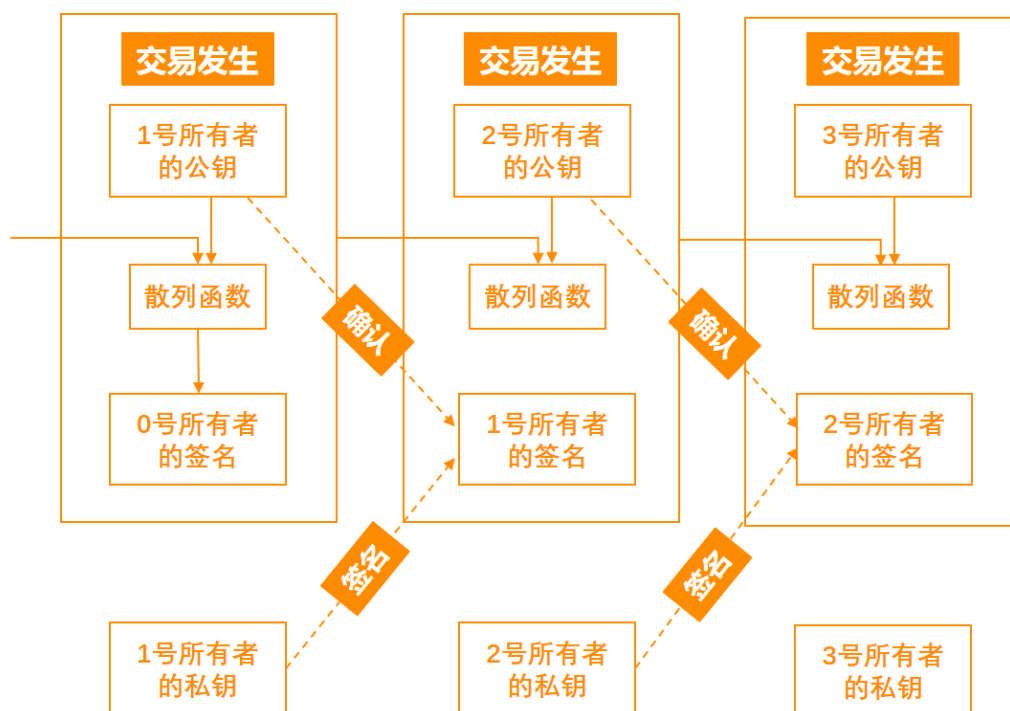 交易发生
交易发生
交易发生
1号所有者
的公钥
2号所有者
的公钥
3号所有者
的公钥
散列函数
散列函数
散列函数
确认
确认
0号所有者
的签名
1号所有者
的签名
2号所有者
的签名
签名
签名
1号所有者
的私钥
2号所有者
的私钥
3号所有者
的私钥